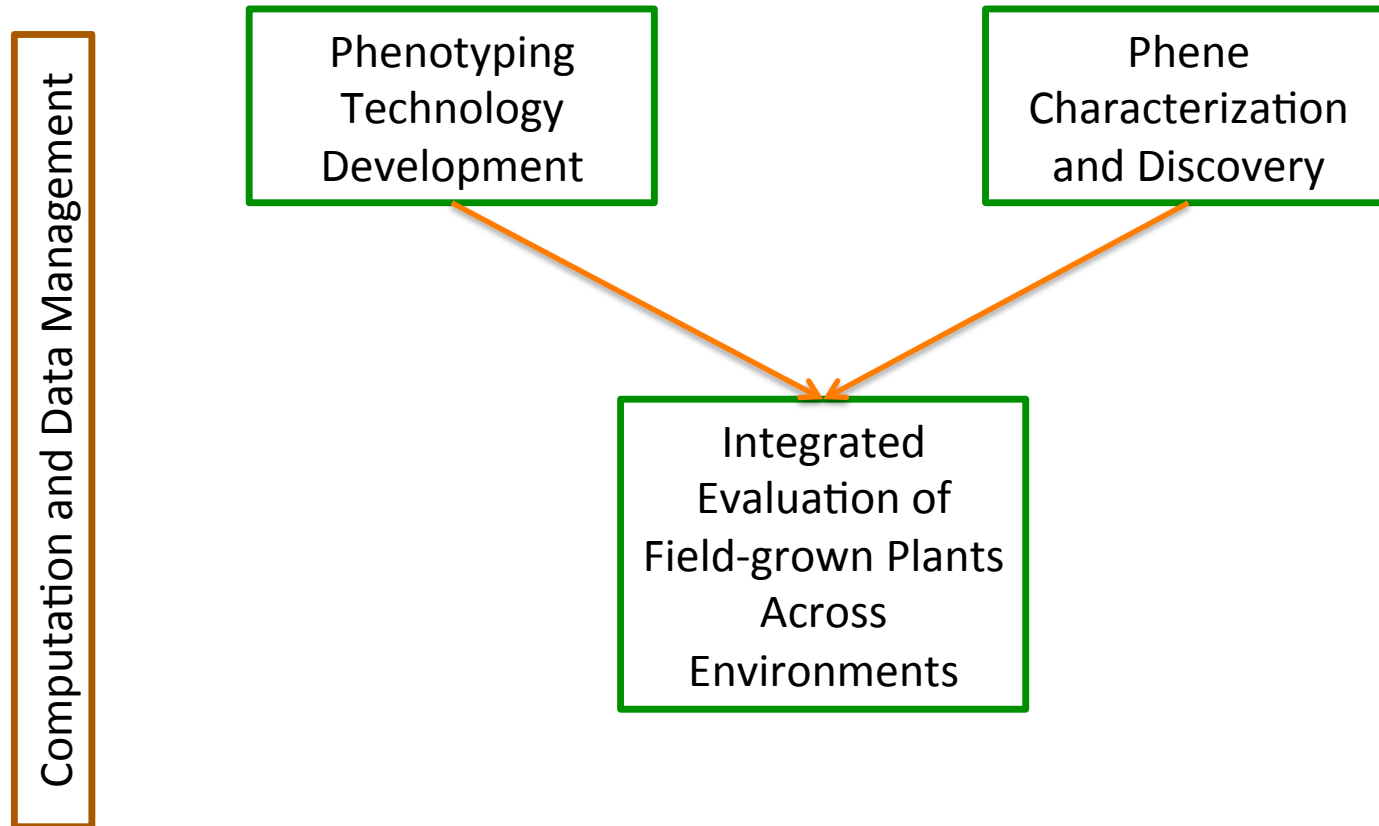 Computation and Data Management
Phenotyping
Technology
Development
Phene
Characterization
and Discovery
Integrated
Evaluation of
Field-grown Plants
Across
Environments